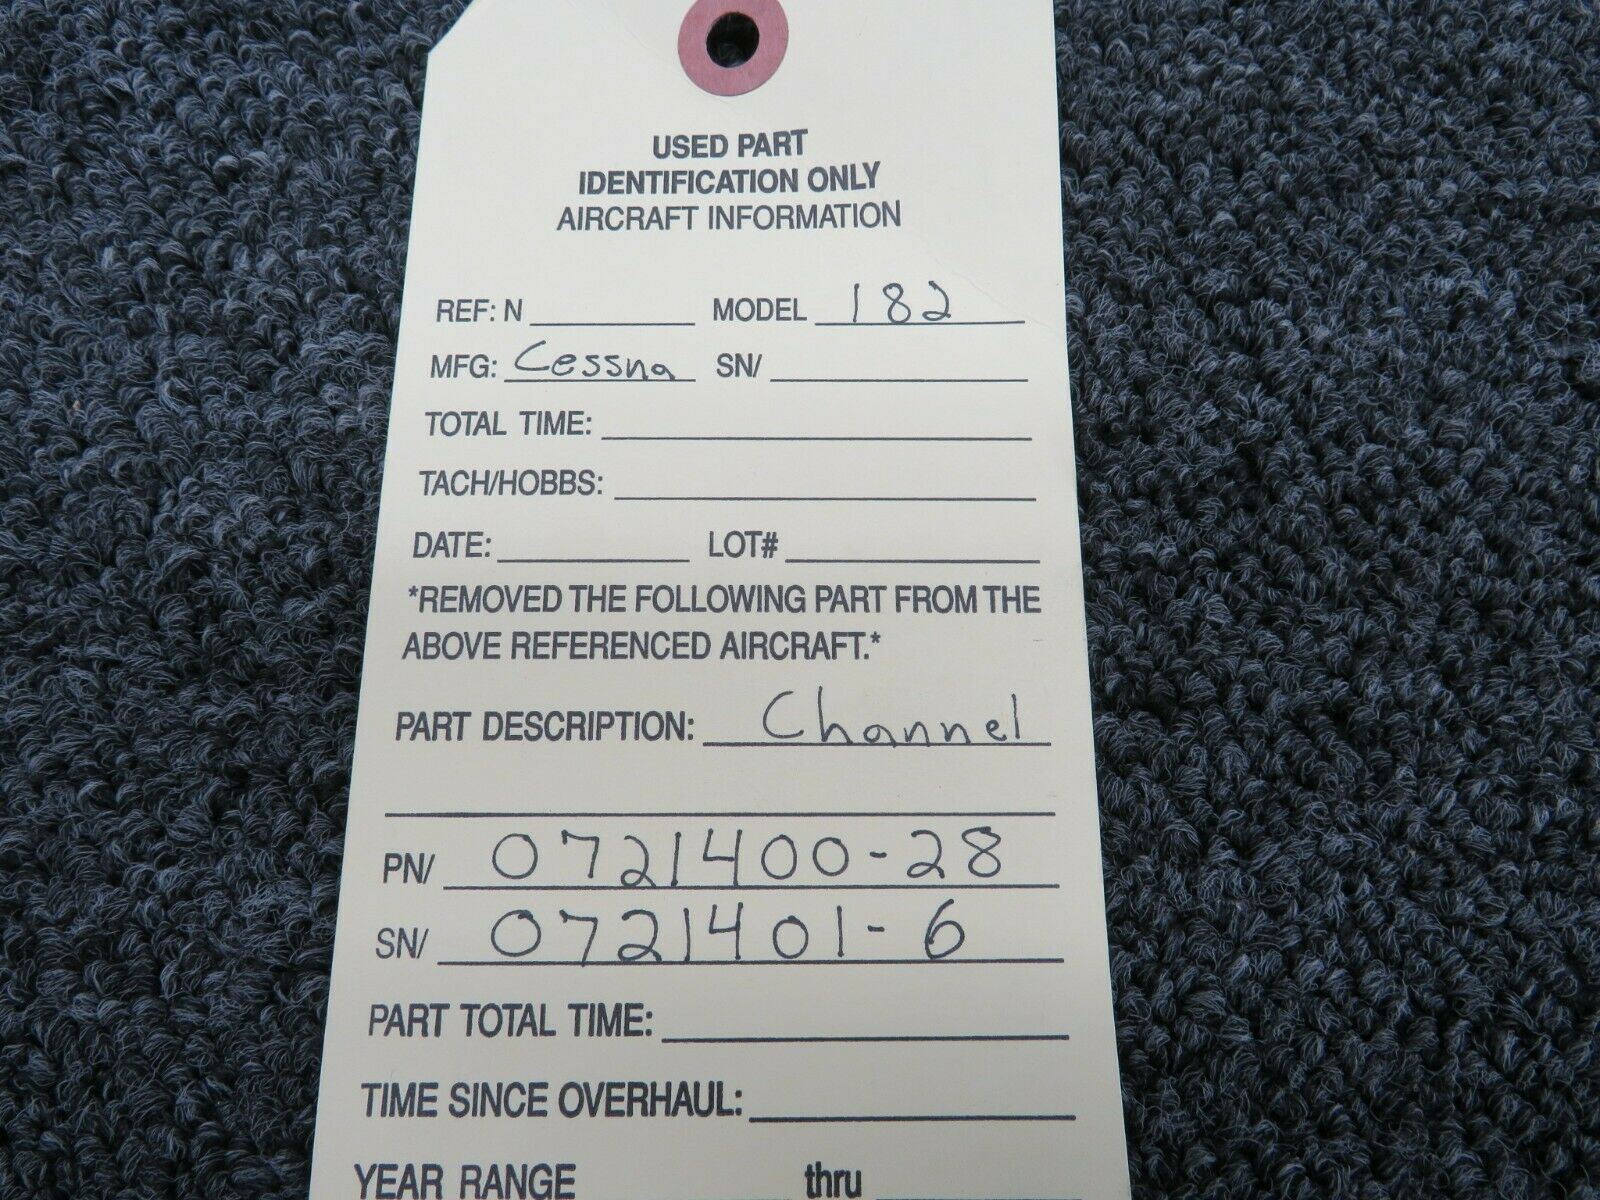 USED PART
IDENTIFICATION ONLY
AIRCRAFT INFORMATION
REF: N MODEL 182
MFG: Cessna SN/
TOTAL TIME:
TACH/HOBBS:
DATE: LOT#
*REMOVED THE FOLLOWING PART FROM THE
ABOVE REFERENCED AIRCRAFT.*
PART DESCRIPTION: Channel
PN/ 0721400-28
SN/ 0721401-6
PART TOTAL TIME:
TIME SINCE OVERHAUL:
YEAR RANGE thru